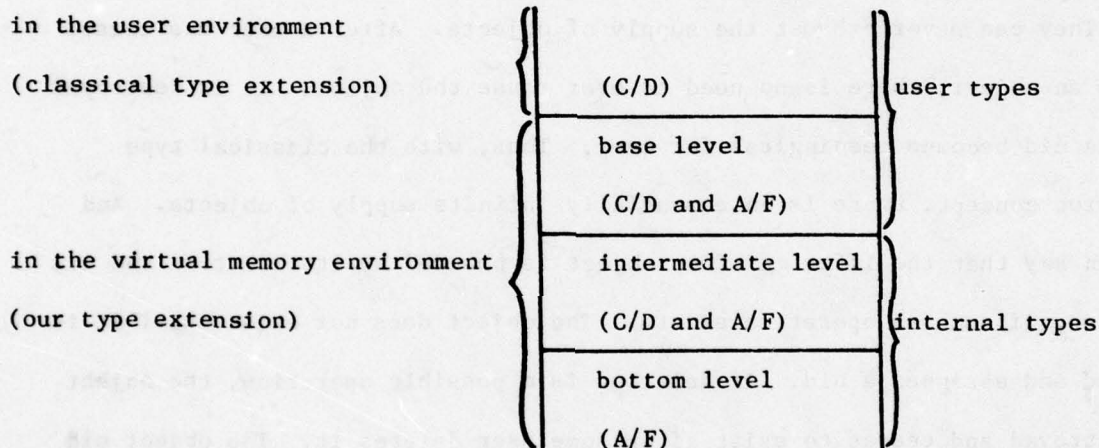 in the user environment
(classical type extension)
(C/D)
user types
base level
(C/D and A/F)
in the virtual memory environment
(our type extension)
intermediate level
(C/D and A/F)
internal types
bottom level
(A/F)